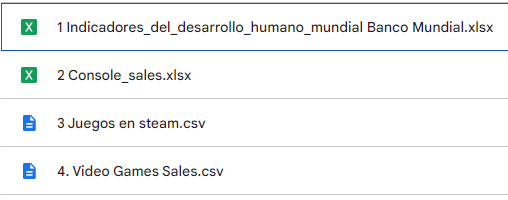 X 1 Indicadores_del_desarrollo_humano_mundial Banco Mundial.xlsx
X 2 Console_sales.xlsx
3 Juegos en steam.csv
4. Video Games Sales.csv